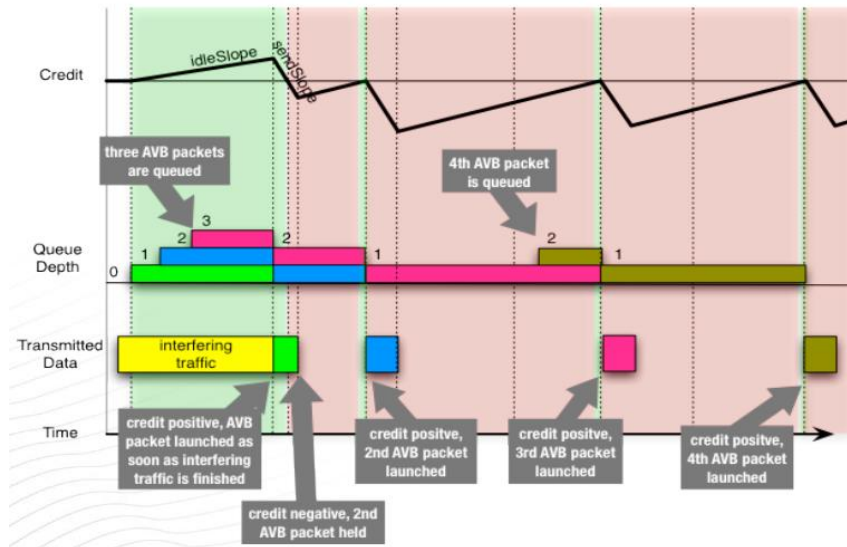 idleSlope
sendSlope
Credit
three AVB packets
are queued
4th AVB packet
is queued
3
2
2
2
1
1
1
0
Queue
Depth
Transmitted
Data
interfering
traffic
credit positive, AVB
packet launched as
soon as interfering
traffic is finished
credit positve,
2nd AVB packet
launched
credit positve,
3rd AVB packet
launched
credit positve,
4th AVB packet
launched
Time
credit negative, 2nd
AVB packet held